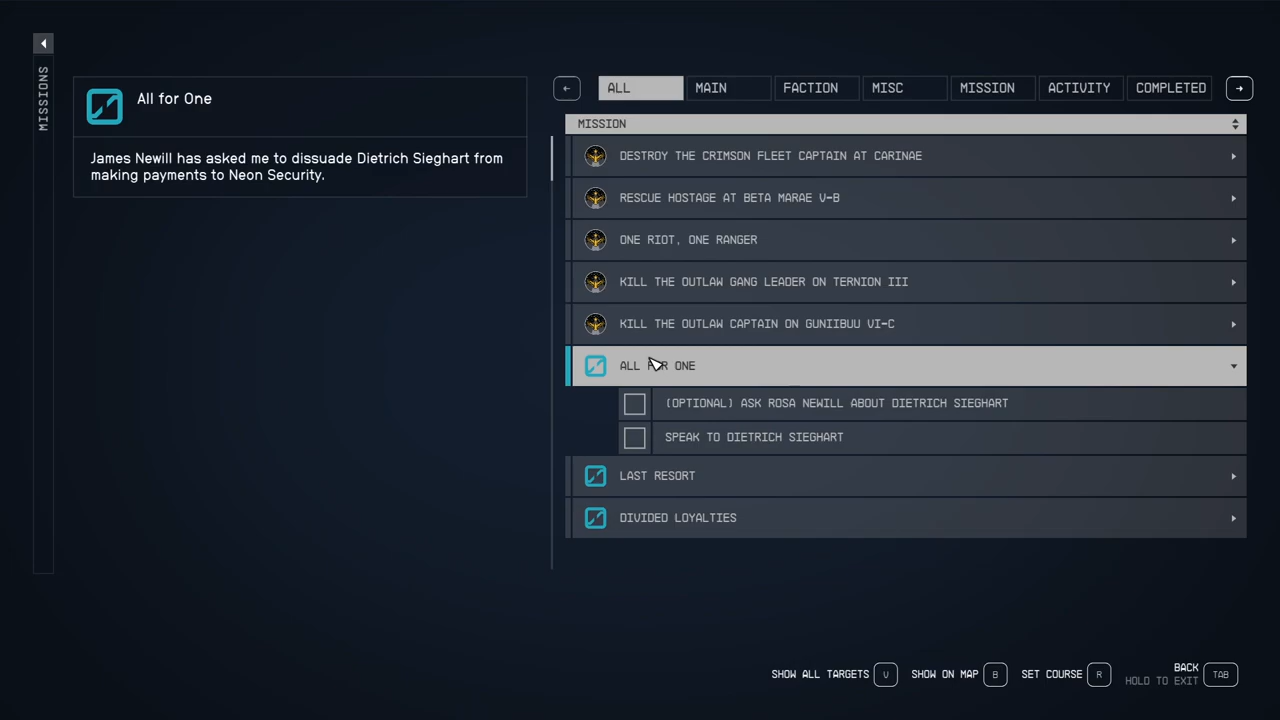 MISSIONS
All for One
James Newill has asked me to dissuade Dietrich Sieghart from
making payments to Neon Security.
ALL
MAIN
FACTION
MISC
MISSION
ACTIVITY
COMPLETED
MISSION
DESTROY THE CRIMSON FLEET CAPTAIN AT CARINAE
RESCUE HOSTAGE AT BETA MARAE V-B
ONE RIOT, ONE RANGER
KILL THE OUTLAW GANG LEADER ON TERNION III
KILL THE OUTLAW CAPTAIN ON GUNIIBUU VI-C
ALL FOR ONE
(OPTIONAL) ASK ROSA NEWILL ABOUT DIETRICH SIEGHART
SPEAK TO DIETRICH SIEGHART
LAST RESORT
DIVIDED LOYALTIES
SHOW ALL TARGETS V
SHOW ON MAP B
SET COURSE R
BACK
HOLD TO EXIT
TAB